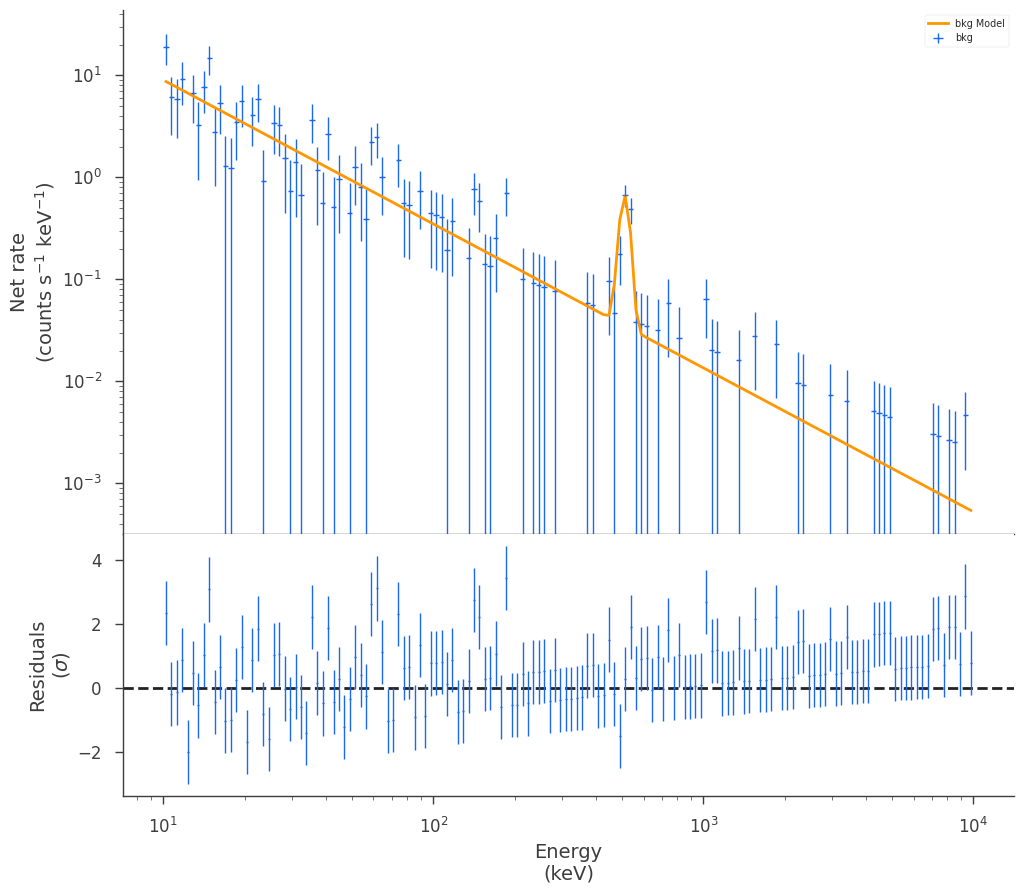 bkg Model
bkg
Net rate
(counts s⁻¹ keV⁻¹)
10¹
10⁰
10⁻¹
10⁻²
10⁻³
Residuals
(σ)
4
2
0
−2
10¹
10²
10³
10⁴
Energy
(keV)